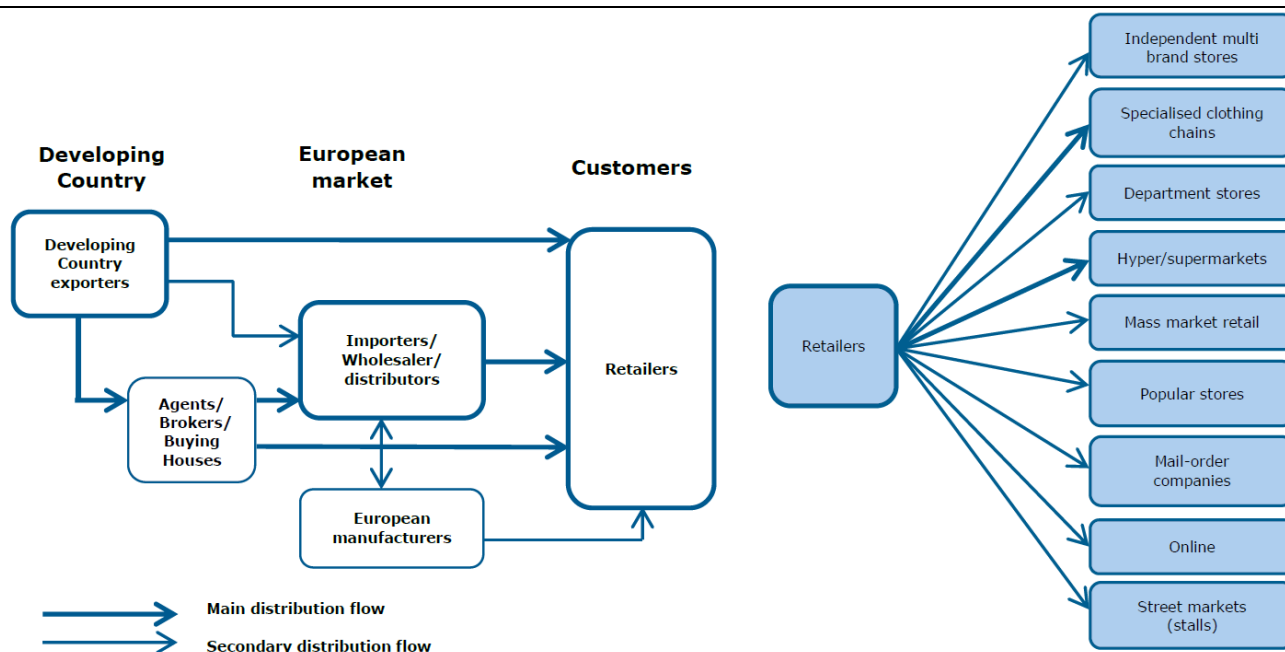 Developing
Country
European
market
Customers
Developing
Country
exporters
Importers/
Wholesaler/
distributors
Agents/
Brokers/
Buying
Houses
European
manufacturers
Retailers
Main distribution flow
Secondary distribution flow
Retailers
Independent multi
brand stores
Specialised clothing
chains
Department stores
Hyper/supermarkets
Mass market retail
Popular stores
Mail-order
companies
Online
Street markets
(stalls)